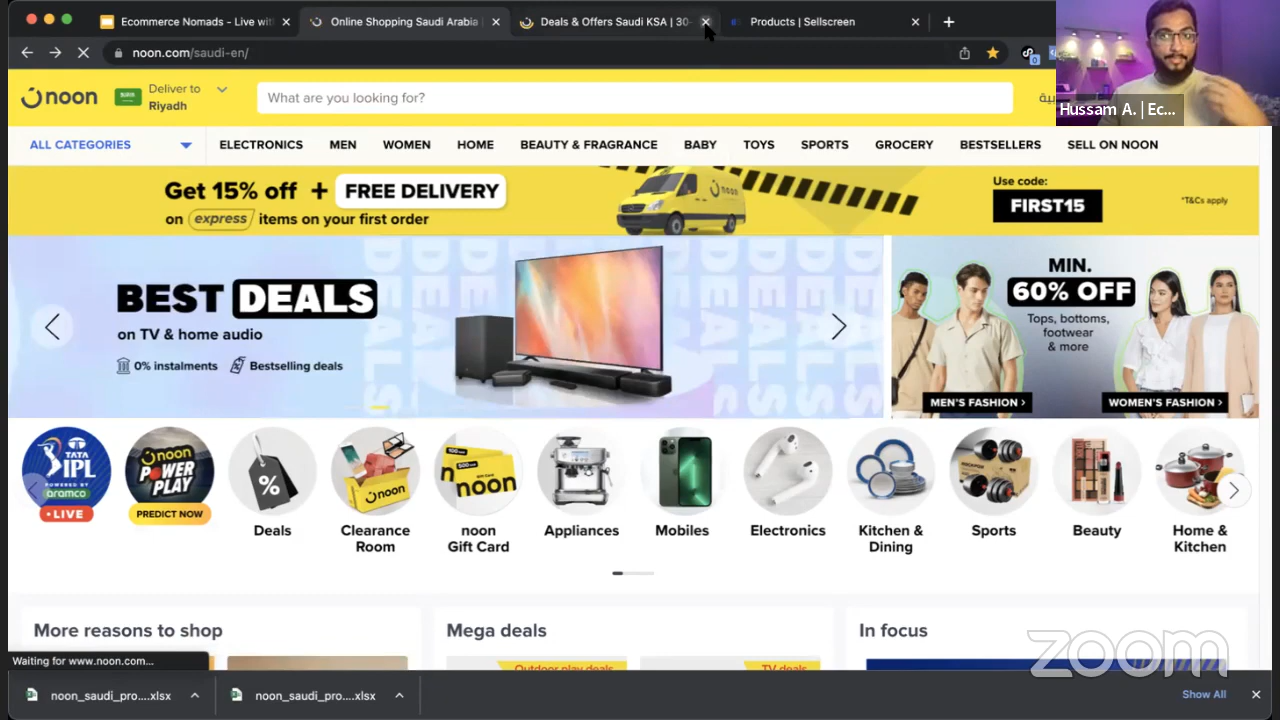 Ecommerce Nomads - Live wit
Online Shopping Saudi Arabia
Deals & Offers Saudi KSA | 30-
Products | Sellscreen
noon.com/saudi-en/
Hussam A. | Ec...
noon
Deliver to
Riyadh
What are you looking for?
ALL CATEGORIES
ELECTRONICS
MEN
WOMEN
HOME
BEAUTY & FRAGRANCE
BABY
TOYS
SPORTS
GROCERY
BESTSELLERS
SELL ON NOON
Get 15% off + FREE DELIVERY
on express items on your first order
noon
Use code:
FIRST15
*T&Cs apply
BEST DEALS
on TV & home audio
0% instalments
Bestselling deals
DEALS
MIN.
60% OFF
Tops, bottoms,
footwear
& more
MEN'S FASHION >
WOMEN'S FASHION >
TATA
IPL
POWERED BY
aramco
• LIVE
noon
POWER
PLAY
PREDICT NOW
%
Deals
noon
Clearance
Room
noon
noon
Gift Card
Appliances
Mobiles
Electronics
Kitchen &
Dining
Sports
Beauty
Home &
Kitchen
More reasons to shop
Mega deals
In focus
Outdoor play deals
TV deals
Waiting for www.noon.com...
zoom
noon_saudi_pro....xlsx
noon_saudi_pro....xlsx
Show All